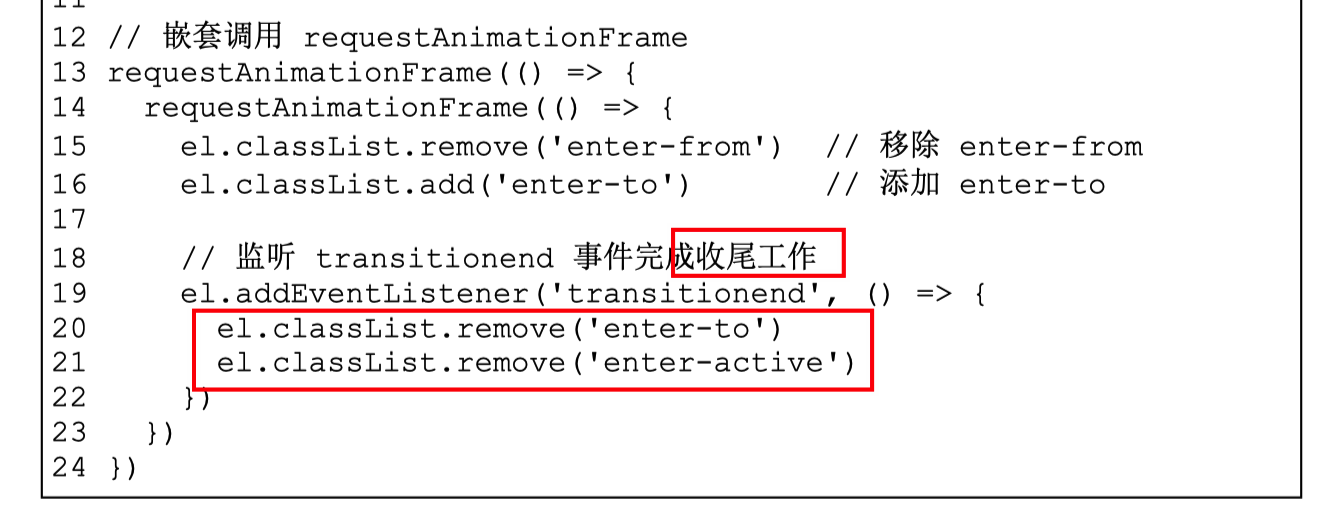 12 // 嵌套调用 requestAnimationFrame
13 requestAnimationFrame(() => {
14   requestAnimationFrame(() => {
15     el.classList.remove('enter-from')  // 移除 enter-from
16     el.classList.add('enter-to')       // 添加 enter-to
17
18     // 监听 transitionend 事件完成收尾工作
19     el.addEventListener('transitionend', () => {
20       el.classList.remove('enter-to')
21       el.classList.remove('enter-active')
22     })
23   })
24 })